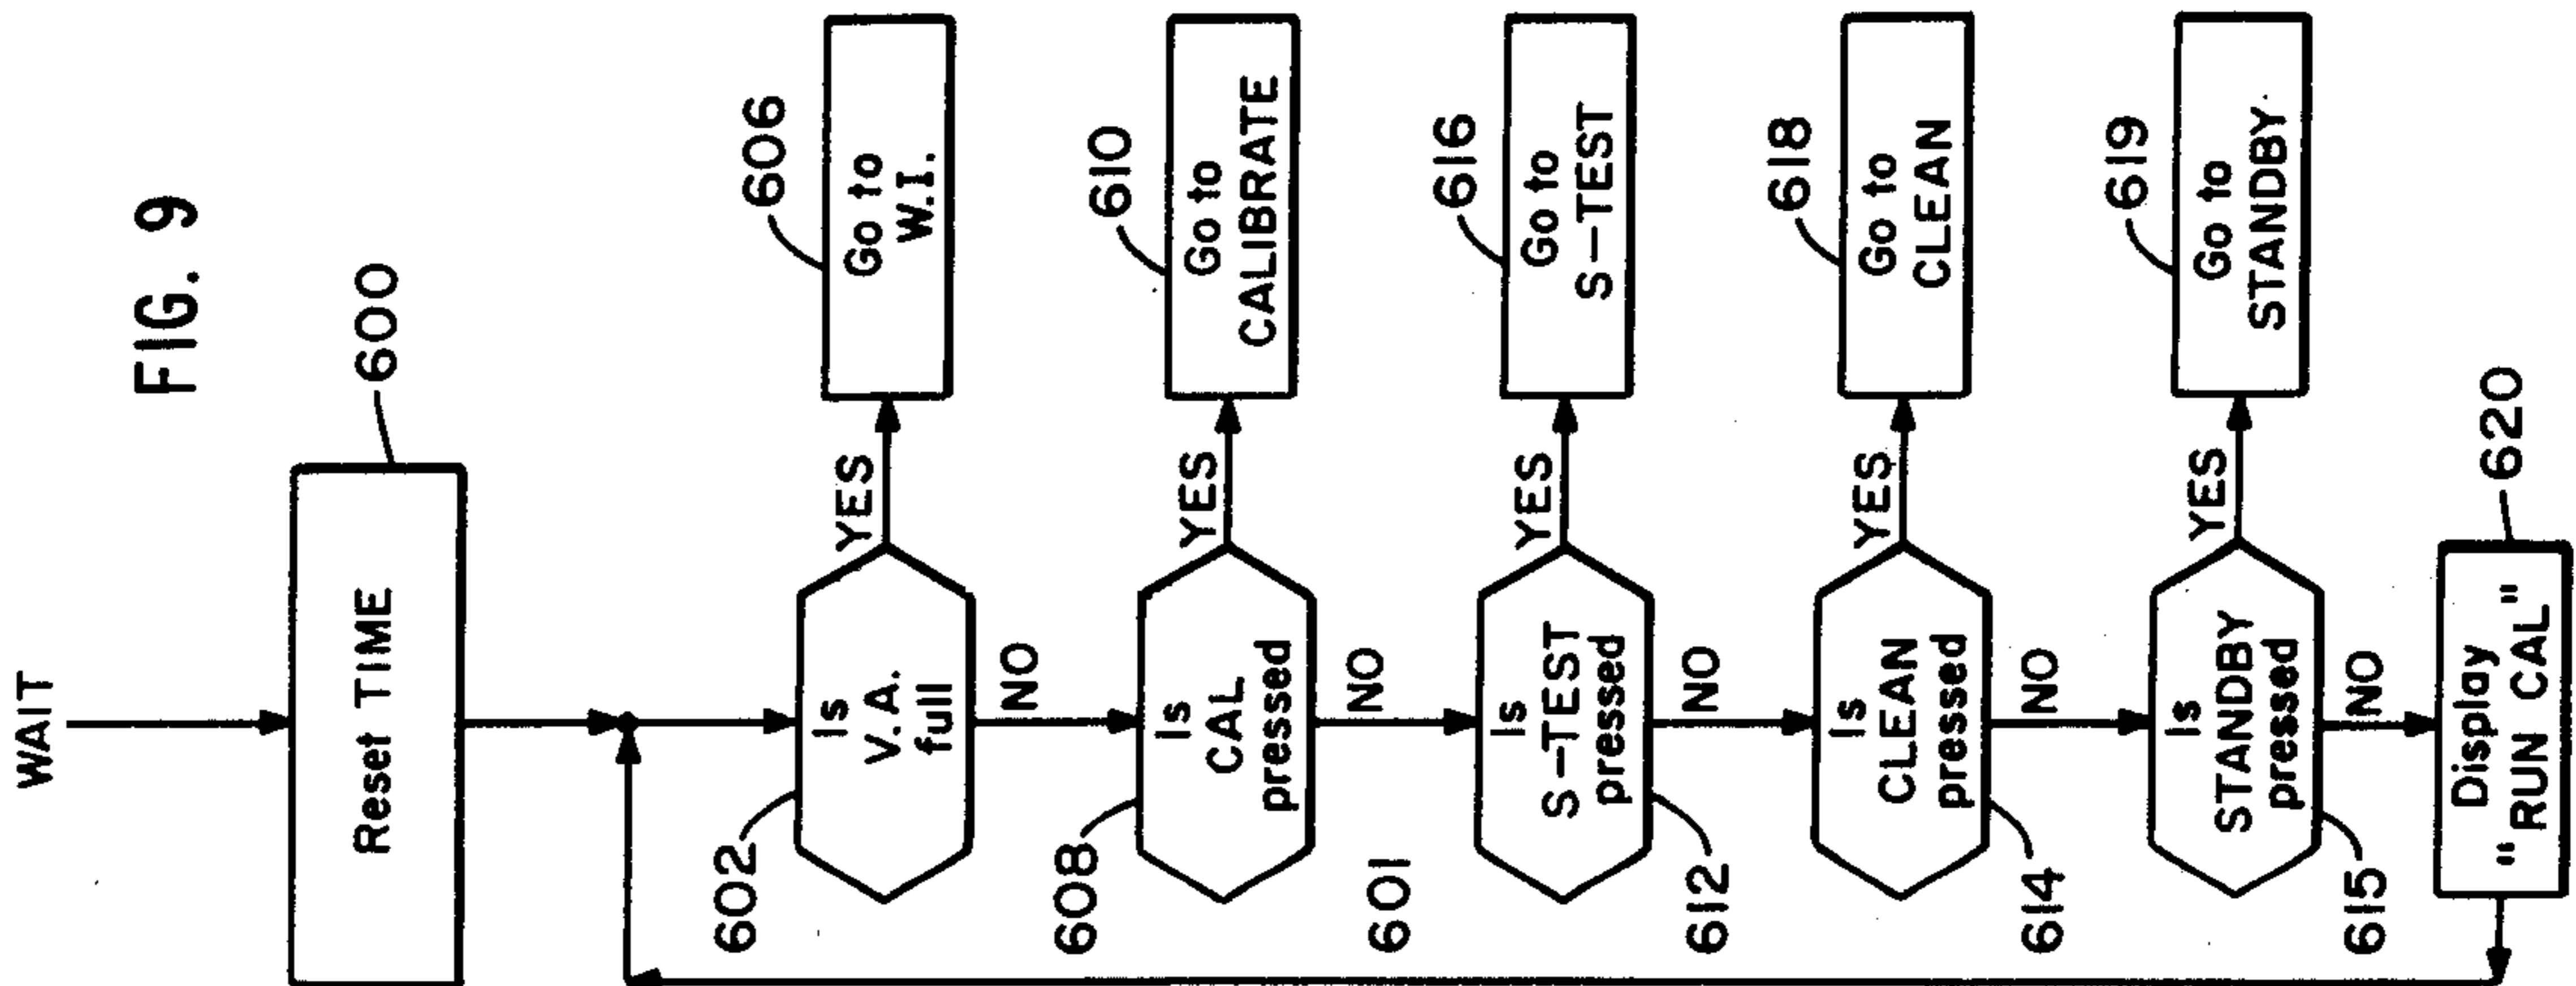 FIG. 9
WAIT
Reset TIME
600
Is
V.A.
full
602
YES
Go to
W.I.
606
NO
Is
CAL
pressed
608
YES
Go to
CALIBRATE
610
NO
601
Is
S-TEST
pressed
612
YES
Go to
S-TEST
616
NO
Is
CLEAN
pressed
614
YES
Go to
CLEAN
618
NO
Is
STANDBY
pressed
615
YES
Go to
STANDBY
619
NO
Display
"RUN CAL"
620